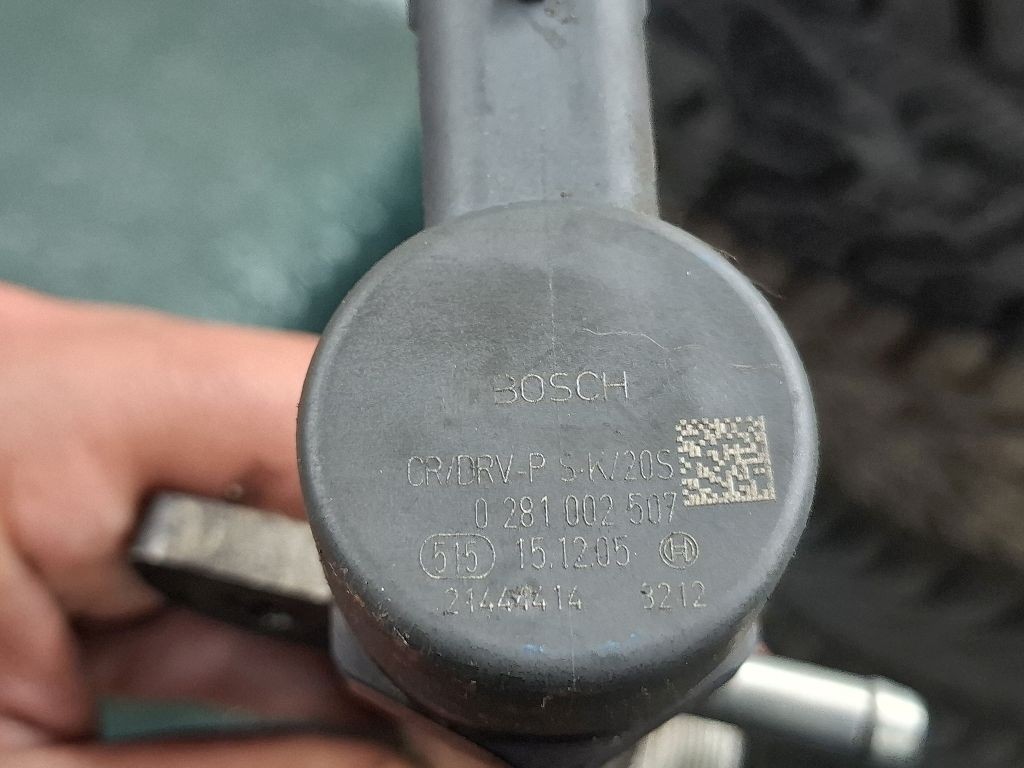 BOSCH
CR/DRV-P S-K/20S
0 281 002 507
515 15.12.05 H
21444414 3212